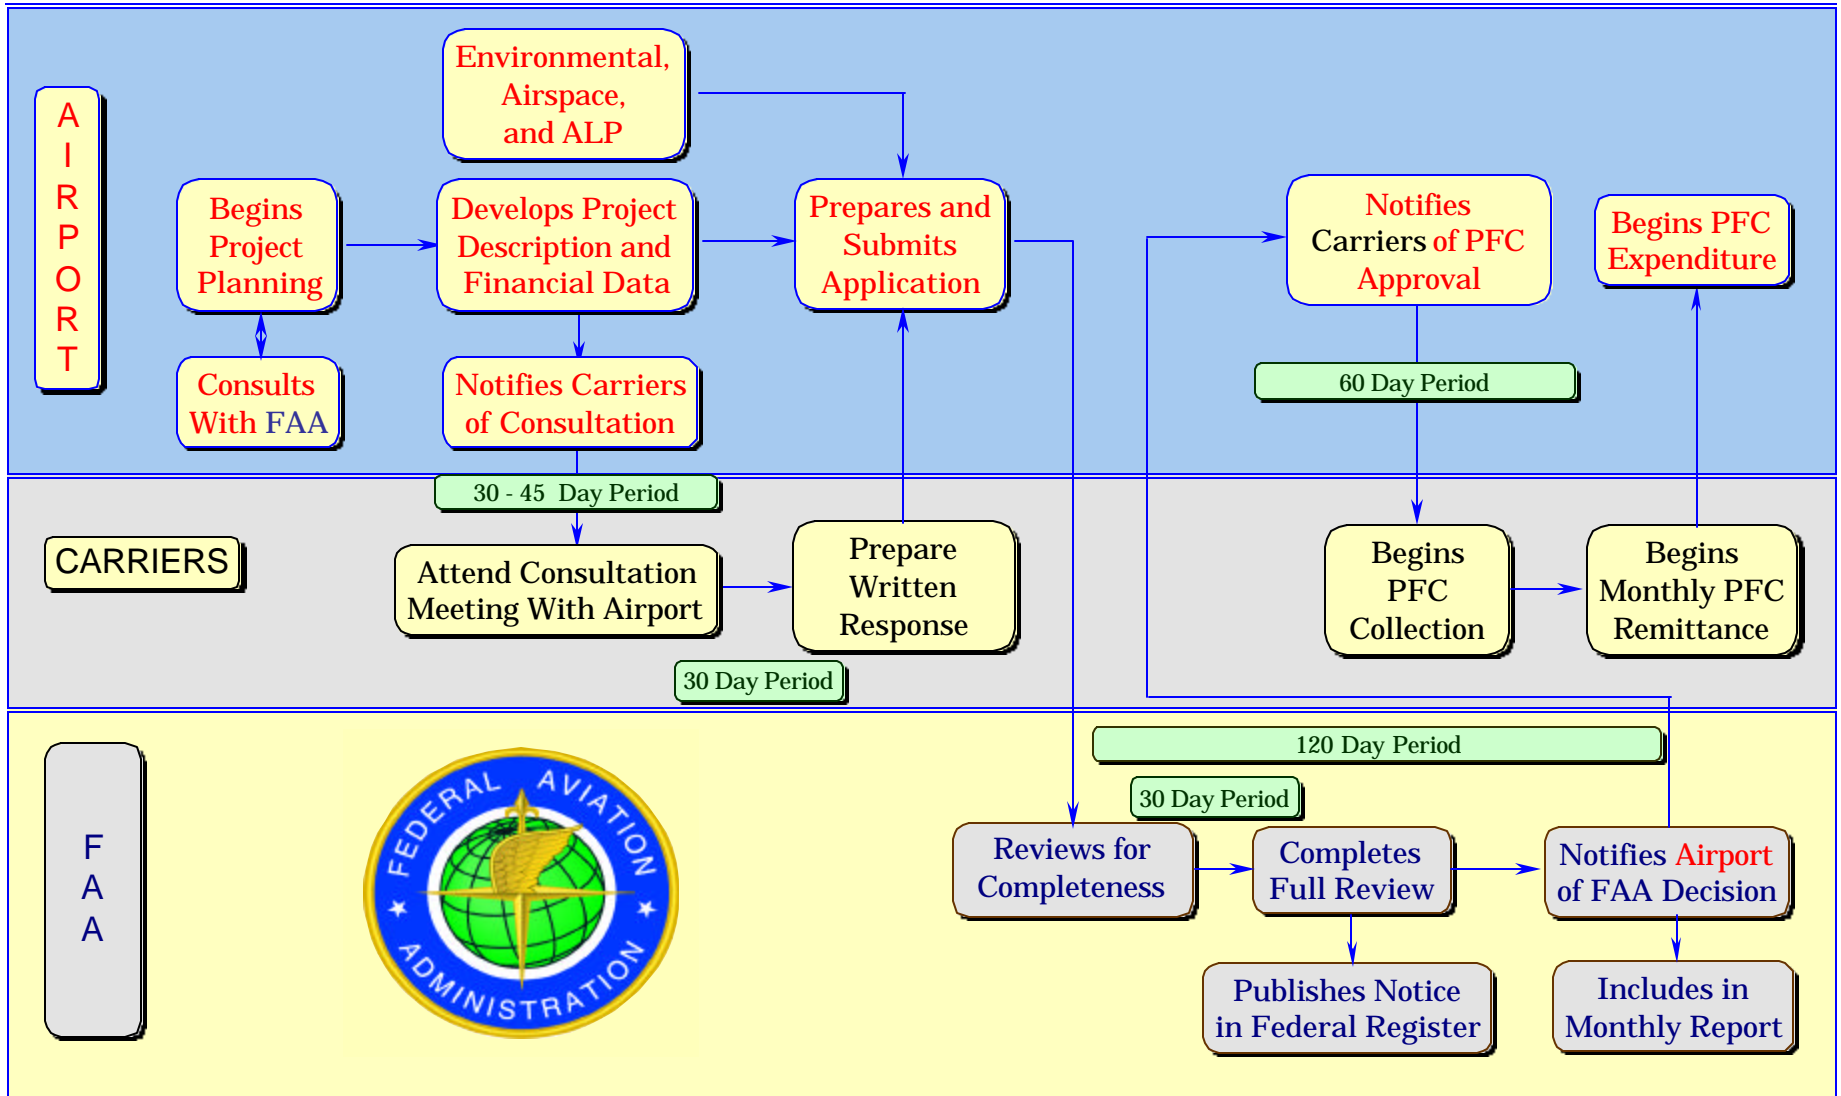 A
I
R
P
O
R
T
Environmental,
Airspace,
and ALP
Begins
Project
Planning
Develops Project
Description and
Financial Data
Prepares and
Submits
Application
Notifies
Carriers of PFC
Approval
Begins PFC
Expenditure
Consults
With FAA
Notifies Carriers
of Consultation
60 Day Period
30 - 45 Day Period
CARRIERS
Attend Consultation
Meeting With Airport
Prepare
Written
Response
Begins
PFC
Collection
Begins
Monthly PFC
Remittance
30 Day Period
F
A
A
FEDERAL AVIATION
ADMINISTRATION
120 Day Period
30 Day Period
Reviews for
Completeness
Completes
Full Review
Notifies Airport
of FAA Decision
Publishes Notice
in Federal Register
Includes in
Monthly Report